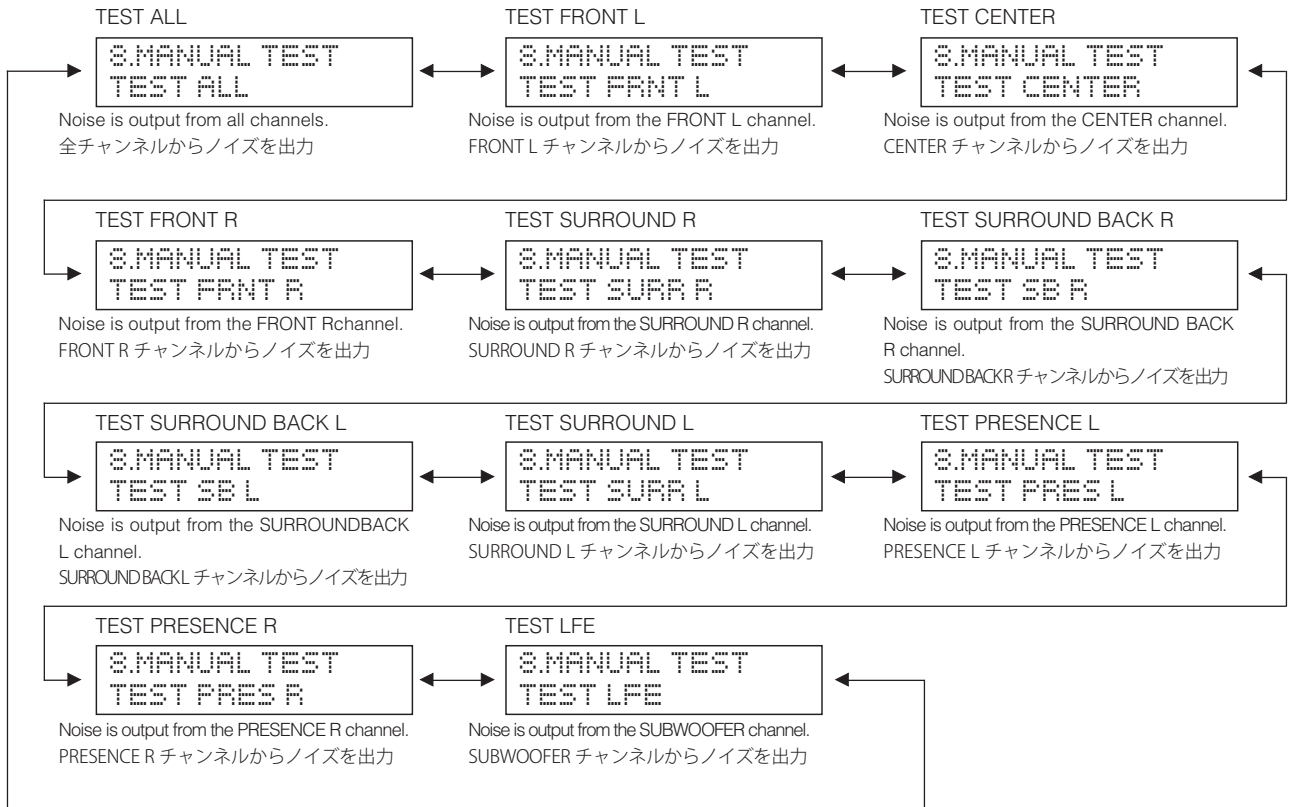 TEST ALL
8.MANUAL TEST
TEST ALL
Noise is output from all channels.
全チャンネルからノイズを出力
TEST FRONT L
8.MANUAL TEST
TEST FRNT L
Noise is output from the FRONT L channel.
FRONT L チャンネルからノイズを出力
TEST CENTER
8.MANUAL TEST
TEST CENTER
Noise is output from the CENTER channel.
CENTER チャンネルからノイズを出力
TEST FRONT R
8.MANUAL TEST
TEST FRNT R
Noise is output from the FRONT Rchannel.
FRONT R チャンネルからノイズを出力
TEST SURROUND R
8.MANUAL TEST
TEST SURR R
Noise is output from the SURROUND R channel.
SURROUND R チャンネルからノイズを出力
TEST SURROUND BACK R
8.MANUAL TEST
TEST SB R
Noise is output from the SURROUND BACK
R channel.
SURROUND BACK R チャンネルからノイズを出力
TEST SURROUND BACK L
8.MANUAL TEST
TEST SB L
Noise is output from the SURROUNDBACK
L channel.
SURROUND BACK L チャンネルからノイズを出力
TEST SURROUND L
8.MANUAL TEST
TEST SURR L
Noise is output from the SURROUND L channel.
SURROUND L チャンネルからノイズを出力
TEST PRESENCE L
8.MANUAL TEST
TEST PRES L
Noise is output from the PRESENCE L channel.
PRESENCE L チャンネルからノイズを出力
TEST PRESENCE R
8.MANUAL TEST
TEST PRES R
Noise is output from the PRESENCE R channel.
PRESENCE R チャンネルからノイズを出力
TEST LFE
8.MANUAL TEST
TEST LFE
Noise is output from the SUBWOOFER channel.
SUBWOOFER チャンネルからノイズを出力